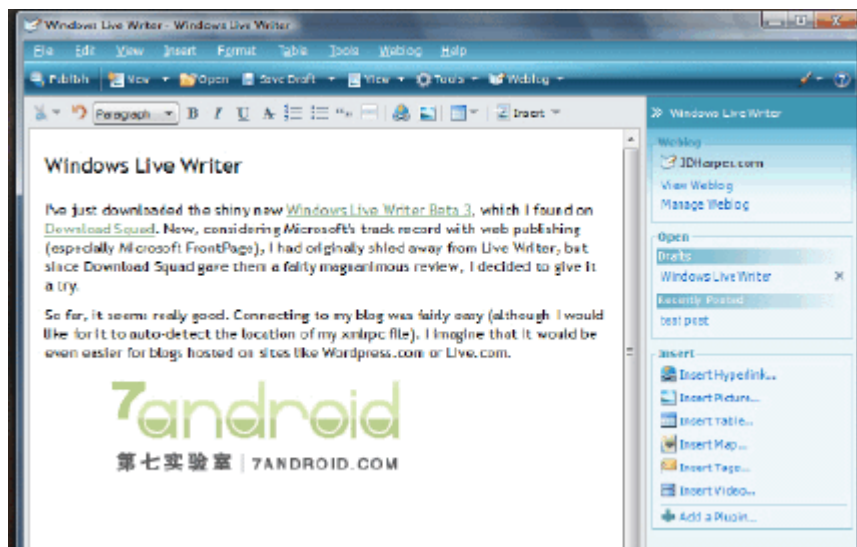 Windows Live Writer - Windows Live Writer
File Edit View Insert Format Table Tools Weblog Help
Publish New Open Save Draft View Tools Weblog
Paragraph B I U A Insert
Windows Live Writer
I've just downloaded the shiny new Windows Live Writer Beta 3, which I found on
Download Squad. Now, considering Microsoft's track record with web publishing
(especially Microsoft FrontPage), I had originally shied away from Live Writer, but
since Download Squad gave them a fairly magnanimous review, I decided to give it
a try.
So far, it seems really good. Connecting to my blog was fairly easy (although I would
like for it to auto-detect the location of my xmlrpc file). I imagine that it would be
even easier for blogs hosted on sites like Wordpress.com or Live.com.
7android
第七实验室 | 7ANDROID.COM
Windows Live Writer
Weblog
JDHarper.com
View Weblog
Manage Weblog
Open
Drafts
Windows Live Writer
Recently Posted
test post
Insert
Insert Hyperlink...
Insert Picture...
Insert Table...
Insert Map...
Insert Tags...
Insert Video...
Add a Plugin...